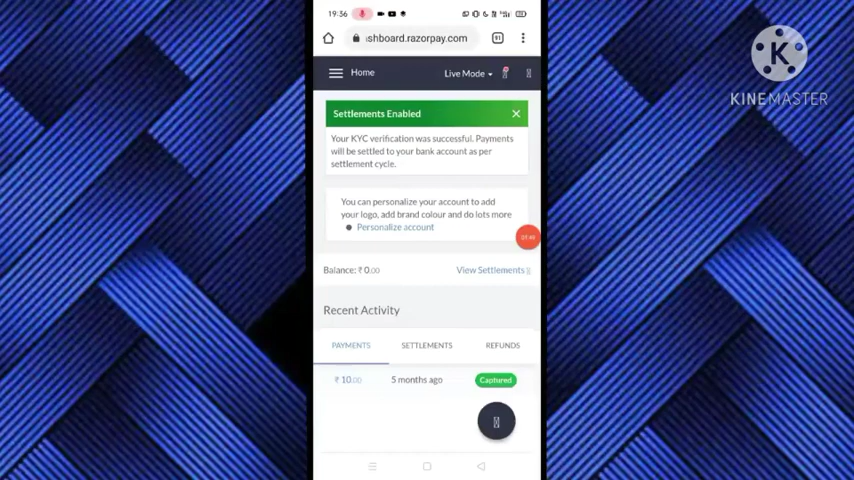 19:36
shboard.razorpay.com
91
Home
Live Mode
Settlements Enabled
Your KYC verification was successful. Payments
will be settled to your bank account as per
settlement cycle.
You can personalize your account to add
your logo, add brand colour and do lots more
Personalize account
Balance: ₹ 0.00
View Settlements
Recent Activity
PAYMENTS SETTLEMENTS REFUNDS
₹ 10.00 5 months ago Captured
K
KINEMASTER